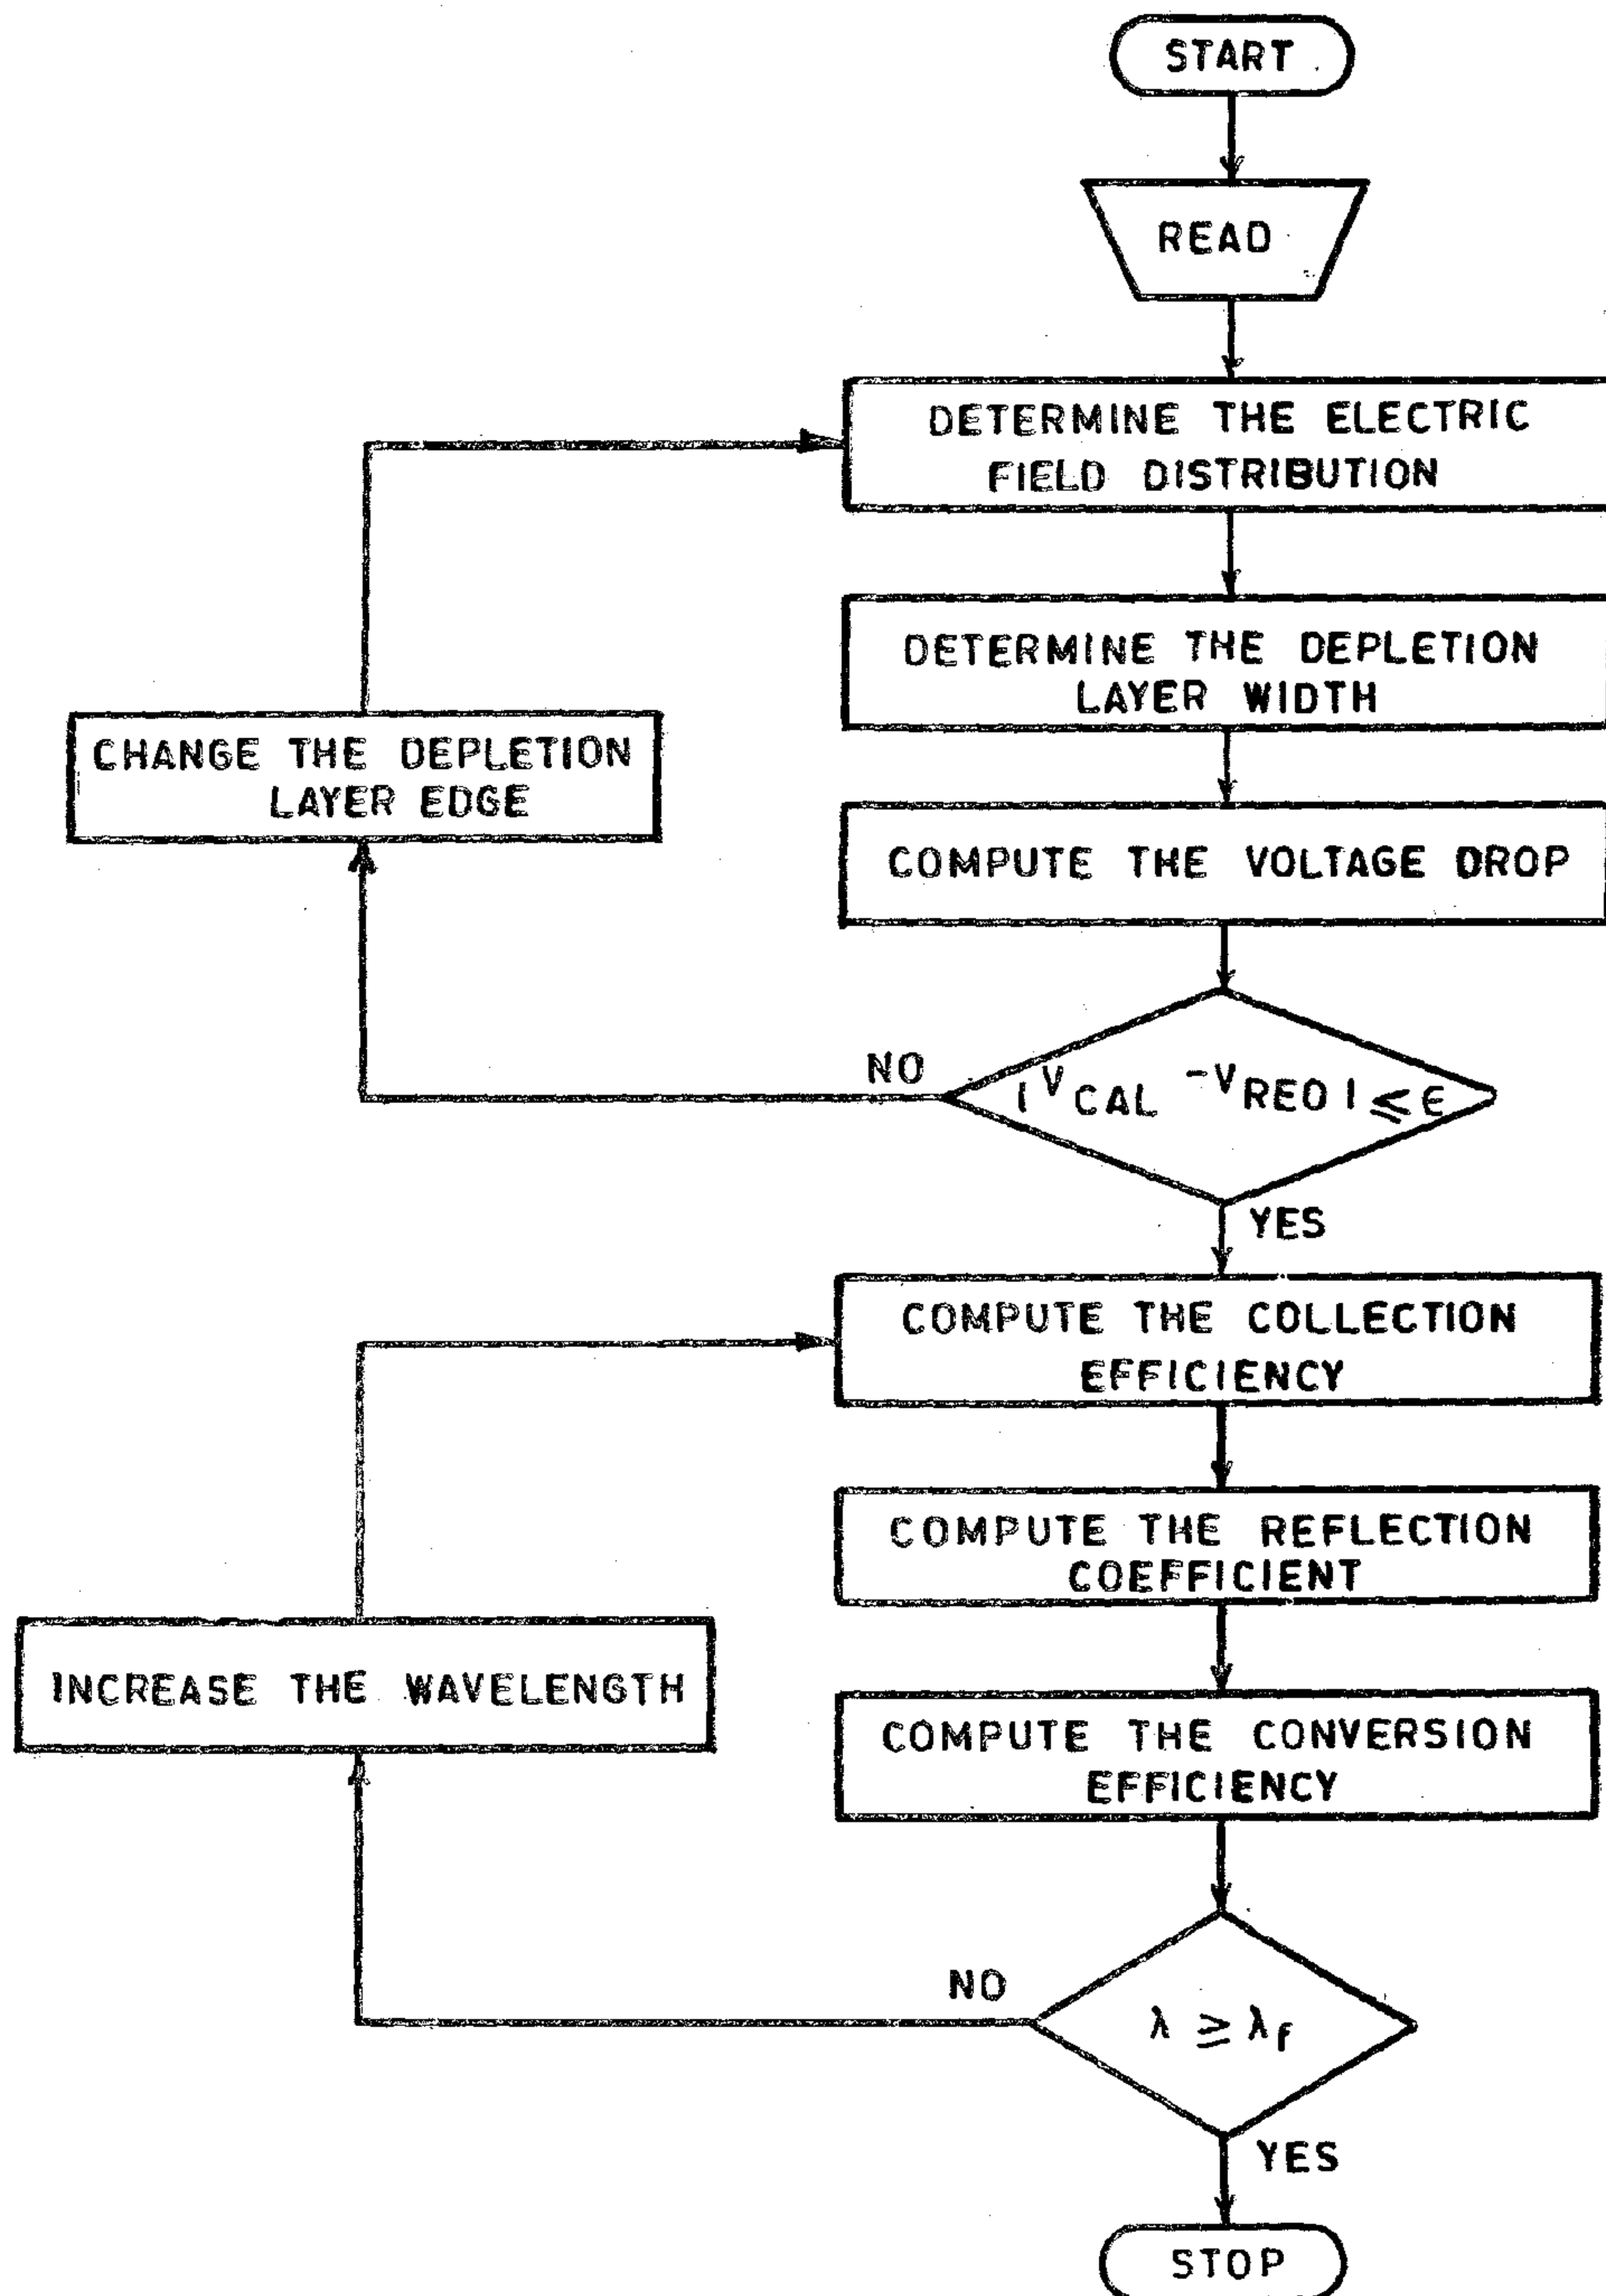 START
READ
DETERMINE THE ELECTRIC
FIELD DISTRIBUTION
DETERMINE THE DEPLETION
LAYER WIDTH
CHANGE THE DEPLETION
LAYER EDGE
COMPUTE THE VOLTAGE DROP
NO
|V CAL -V REO| ≤ ϵ
YES
COMPUTE THE COLLECTION
EFFICIENCY
COMPUTE THE REFLECTION
COEFFICIENT
INCREASE THE WAVELENGTH
COMPUTE THE CONVERSION
EFFICIENCY
NO
λ ≥ λf
YES
STOP